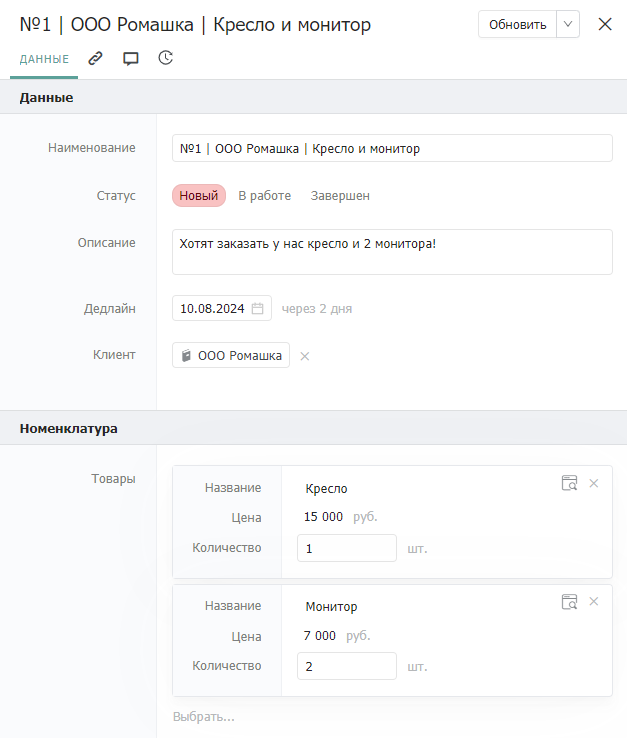 №1 | ООО Ромашка | Кресло и монитор
Обновить
ДАННЫЕ
Данные
Наименование
№1 | ООО Ромашка | Кресло и монитор
Статус
Новый В работе Завершен
Описание
Хотят заказать у нас кресло и 2 монитора!
Дедлайн
10.08.2024 через 2 дня
Клиент
ООО Ромашка
Номенклатура
Товары
Название Кресло
Цена 15 000 руб.
Количество 1 шт.
Название Монитор
Цена 7 000 руб.
Количество 2 шт.
Выбрать...